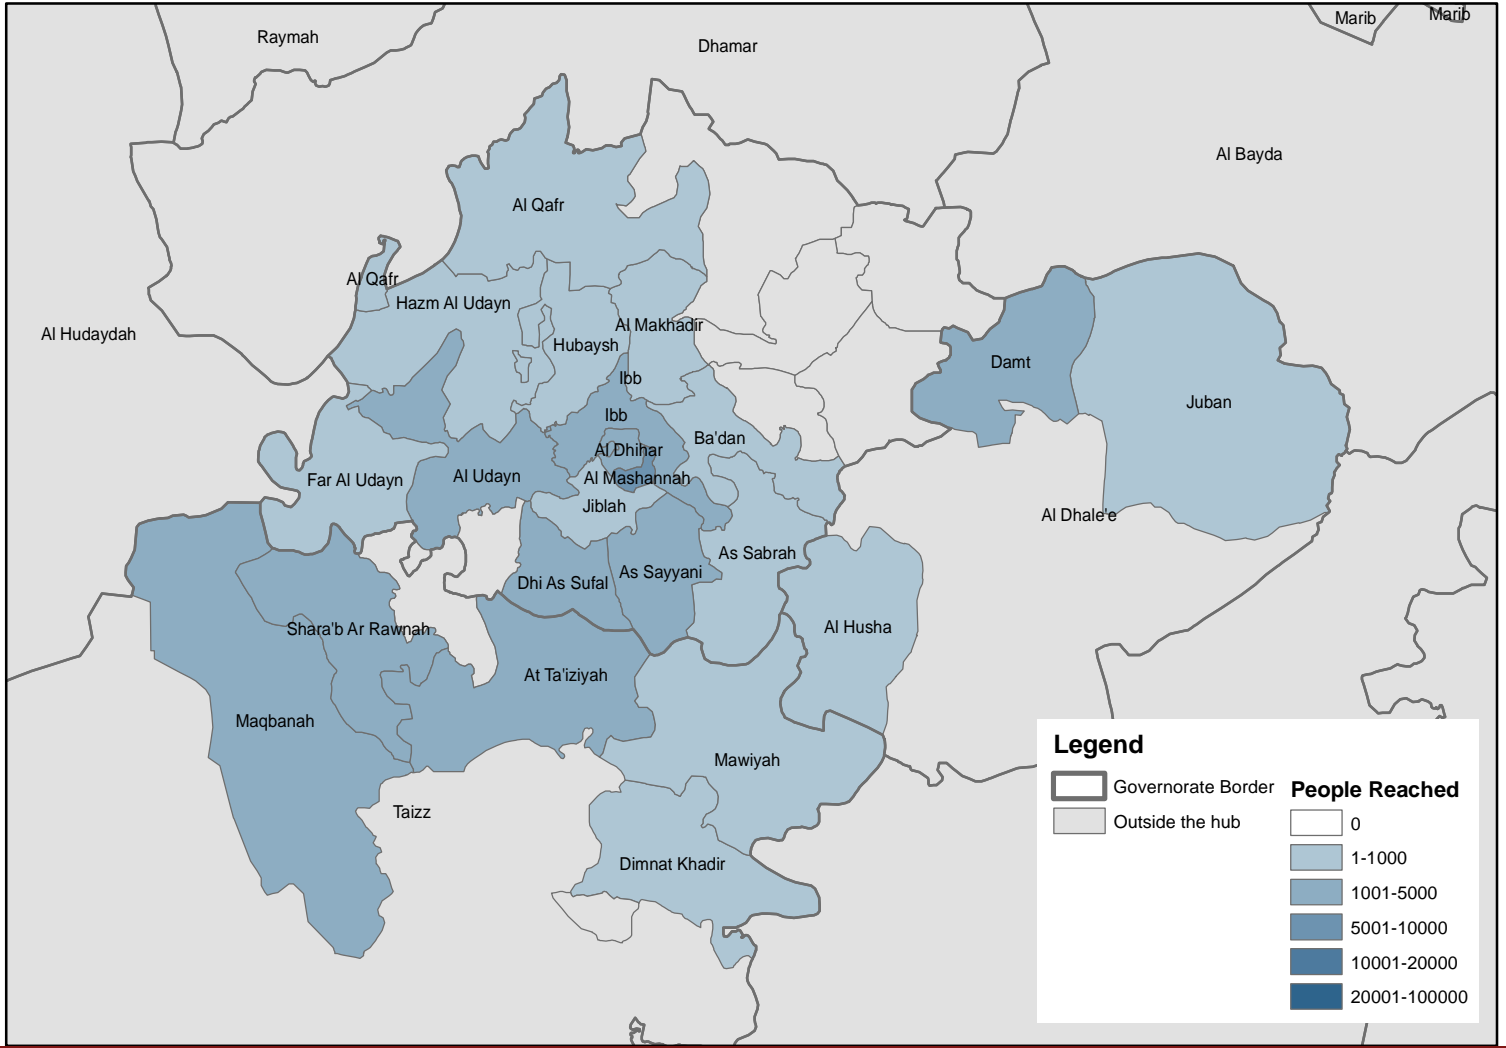 Marib
Marib
Raymah
Dhamar
Al Bayda
Al Qafr
Al Qafr
Hazm Al Udayn
Al Makhadir
Al Hudaydah
Hubaysh
Damt
Ibb
Juban
Ibb
Ba'dan
Al Dhihar
Far Al Udayn
Al Udayn
Al Mashannah
Jiblah
Al Dhale'e
As Sabrah
Dhi As Sufal
As Sayyani
Shara'b Ar Rawnah
Al Husha
At Ta'iziyah
Maqbanah
Mawiyah
Taizz
Dimnat Khadir
Legend
Governorate Border
Outside the hub
People Reached
0
1-1000
1001-5000
5001-10000
10001-20000
20001-100000